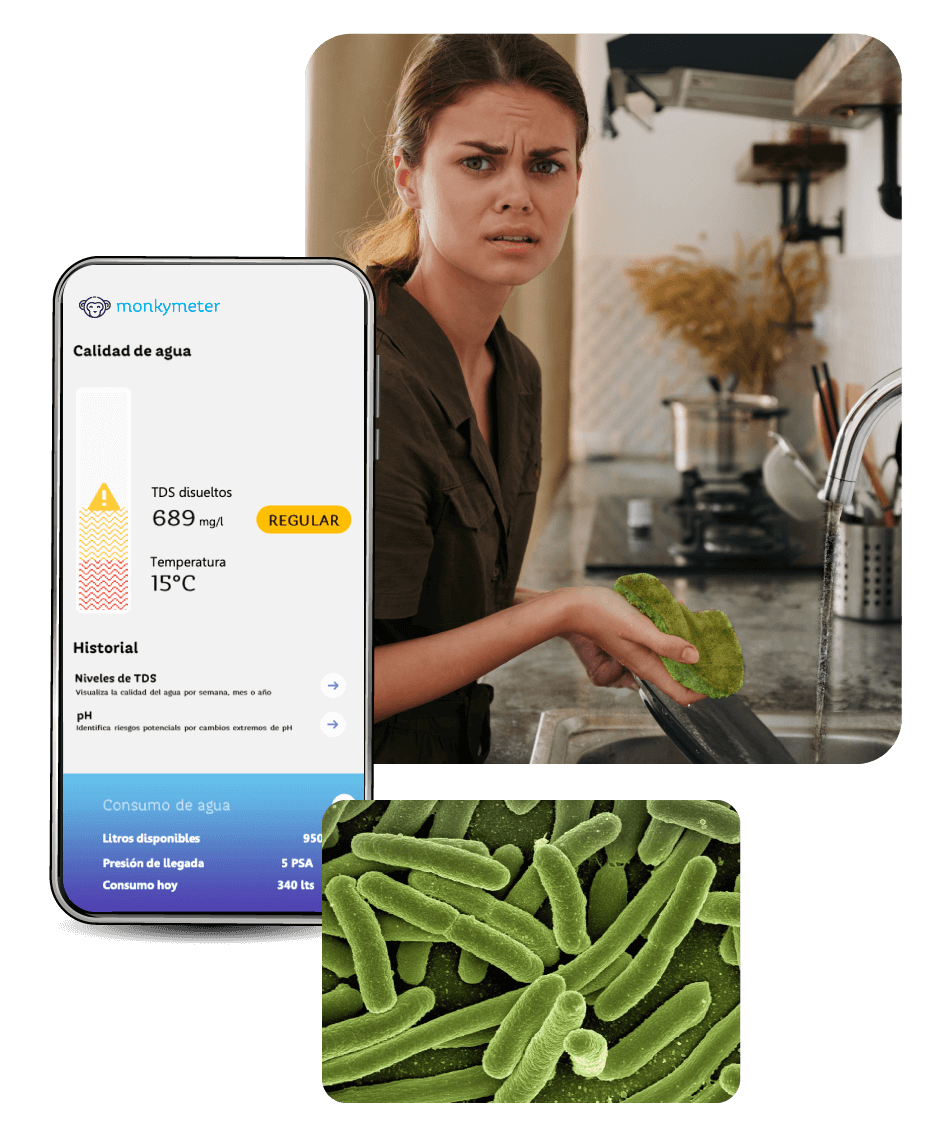 monkymeter
Calidad de agua
TDS disueltos
689 mg/l
REGULAR
Temperatura
15°C
Historial
Niveles de TDS
Visualiza la calidad del agua por semana, mes o año
pH
Identifica riesgos potencials por cambios extremos de pH
Consumo de agua
Litros disponibles 950
Presión de llegada 5 PSA
Consumo hoy 340 lts